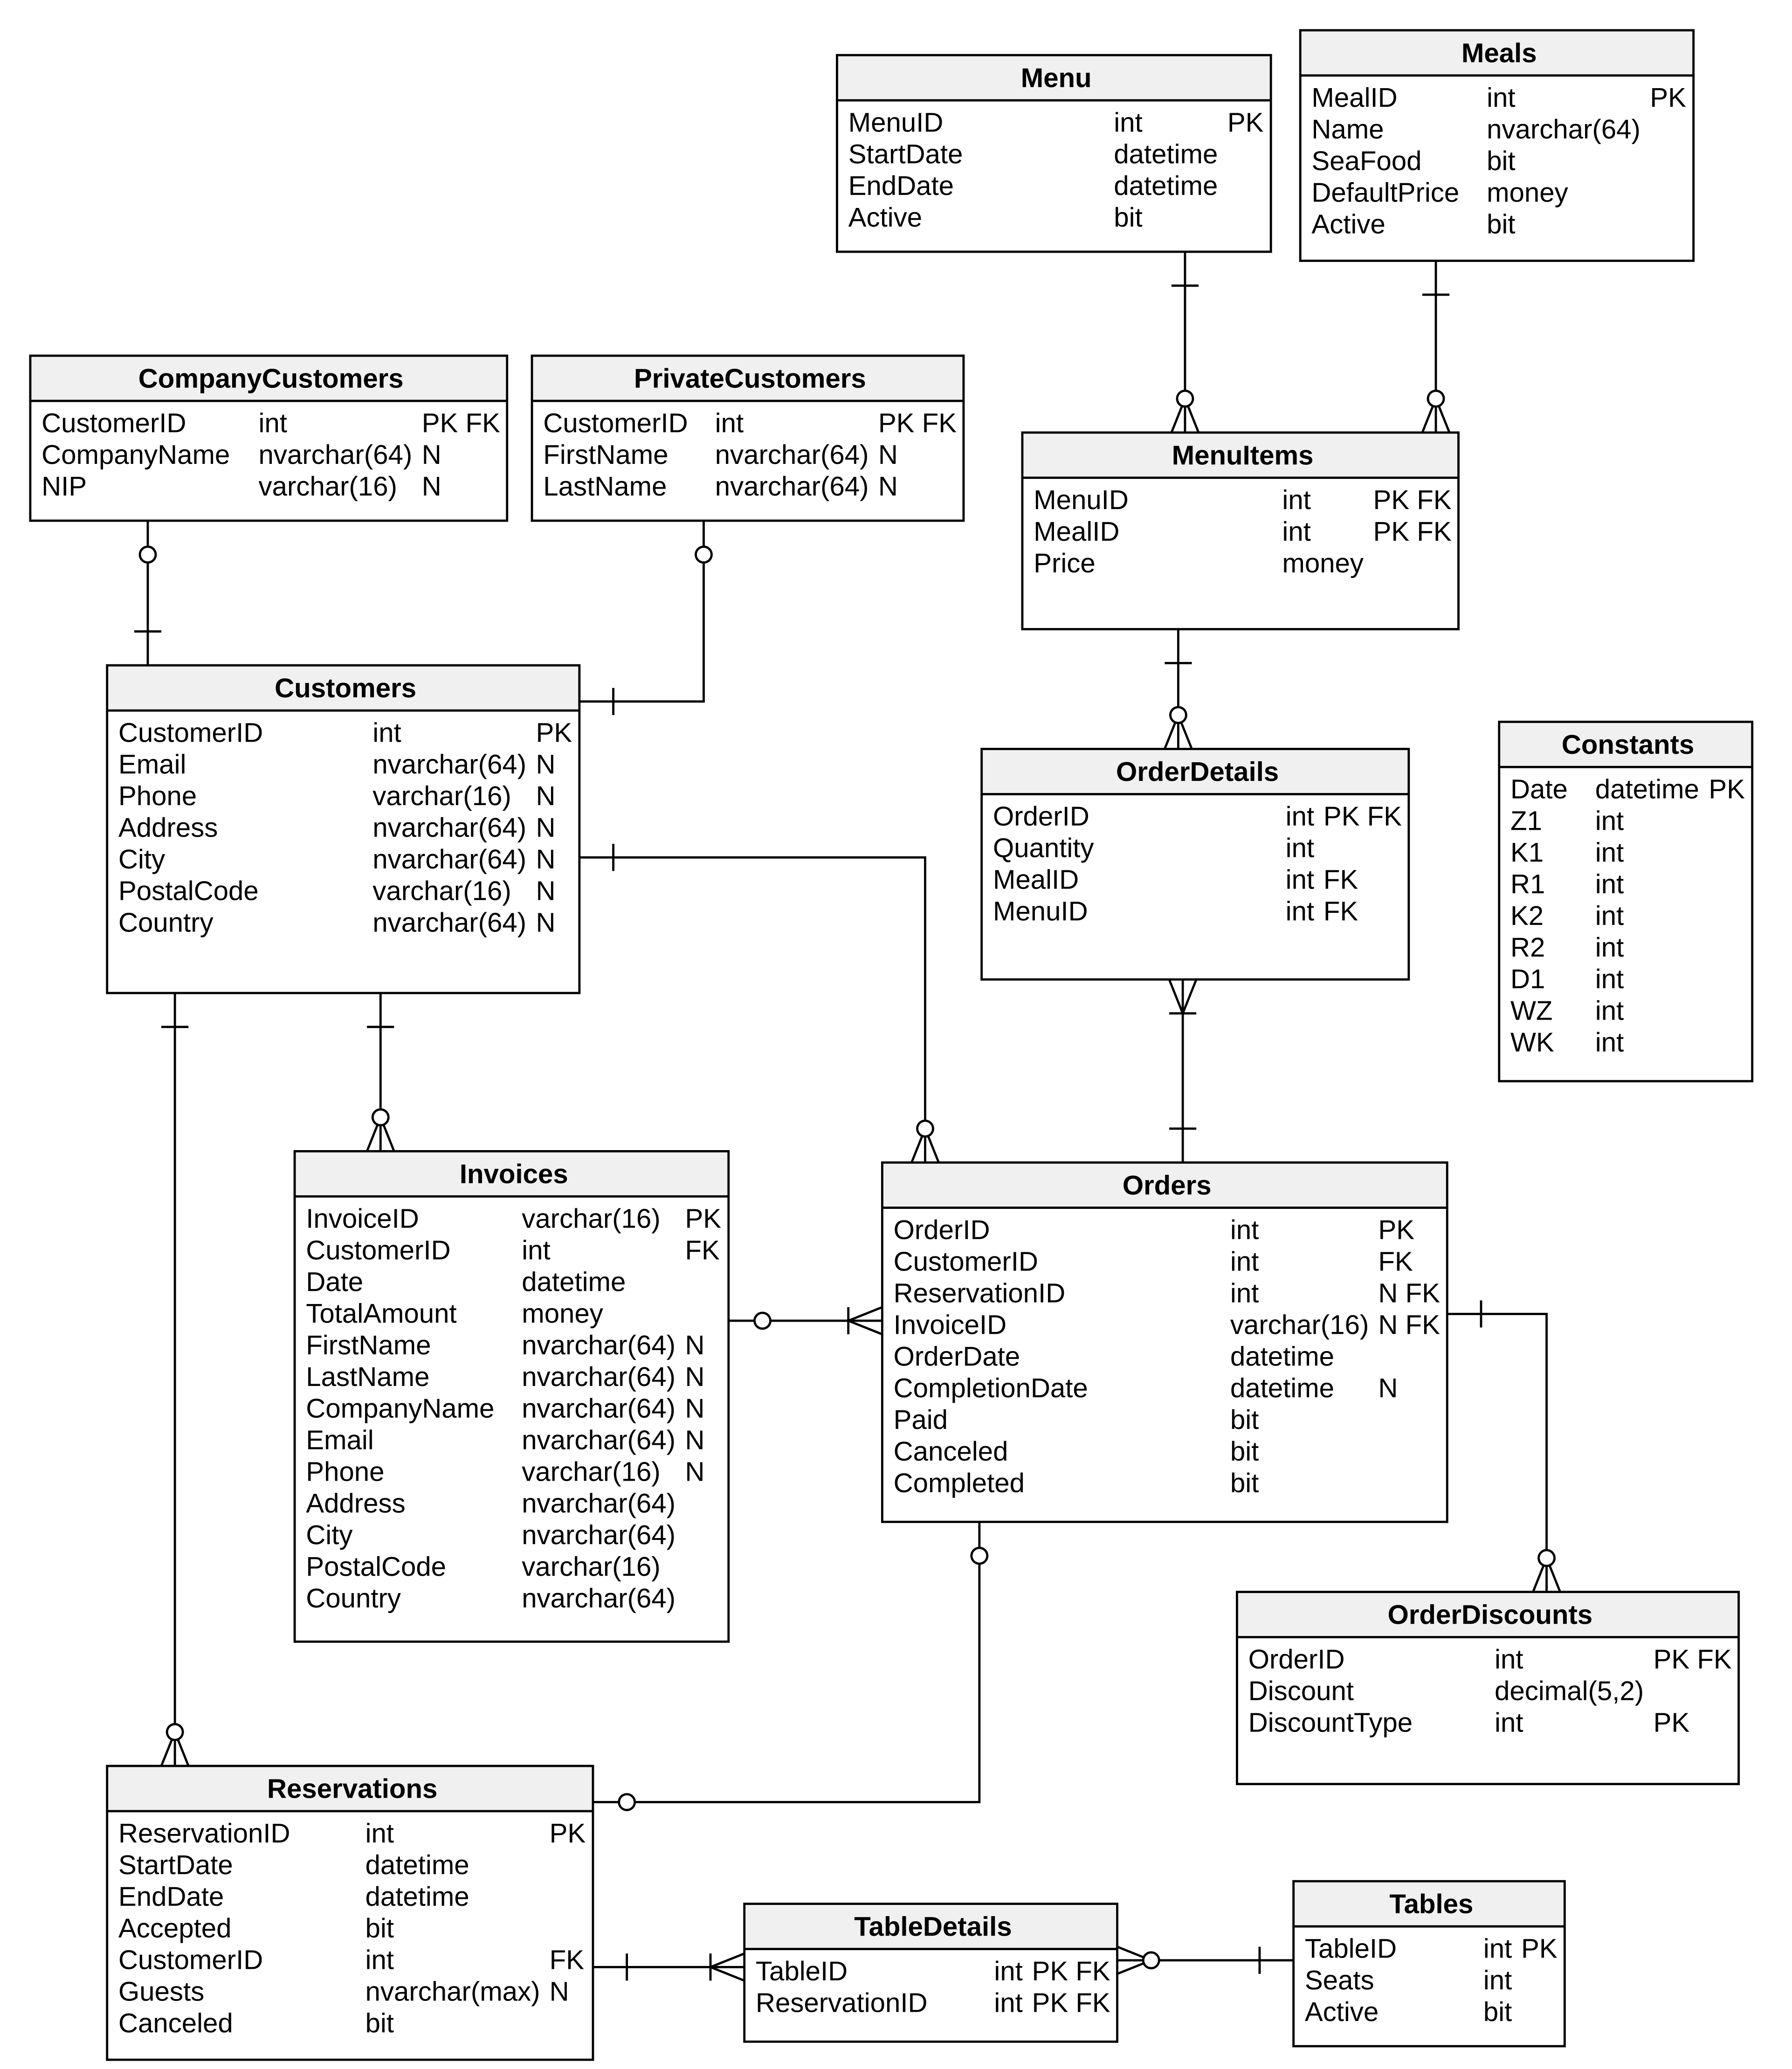 Menu
MenuID int PK
StartDate datetime
EndDate datetime
Active bit
Meals
MealID int PK
Name nvarchar(64)
SeaFood bit
DefaultPrice money
Active bit
CompanyCustomers
CustomerID int PK FK
CompanyName nvarchar(64) N
NIP varchar(16) N
PrivateCustomers
CustomerID int PK FK
FirstName nvarchar(64) N
LastName nvarchar(64) N
MenuItems
MenuID int PK FK
MealID int PK FK
Price money
Customers
CustomerID int PK
Email nvarchar(64) N
Phone varchar(16) N
Address nvarchar(64) N
City nvarchar(64) N
PostalCode varchar(16) N
Country nvarchar(64) N
OrderDetails
OrderID int PK FK
Quantity int
MealID int FK
MenuID int FK
Constants
Date datetime PK
Z1 int
K1 int
R1 int
K2 int
R2 int
D1 int
WZ int
WK int
Invoices
InvoiceID varchar(16) PK
CustomerID int FK
Date datetime
TotalAmount money
FirstName nvarchar(64) N
LastName nvarchar(64) N
CompanyName nvarchar(64) N
Email nvarchar(64) N
Phone varchar(16) N
Address nvarchar(64)
City nvarchar(64)
PostalCode varchar(16)
Country nvarchar(64)
Orders
OrderID int PK
CustomerID int FK
ReservationID int N FK
InvoiceID varchar(16) N FK
OrderDate datetime
CompletionDate datetime N
Paid bit
Canceled bit
Completed bit
OrderDiscounts
OrderID int PK FK
Discount decimal(5,2)
DiscountType int PK
Reservations
ReservationID int PK
StartDate datetime
EndDate datetime
Accepted bit
CustomerID int FK
Guests nvarchar(max) N
Canceled bit
TableDetails
TableID int PK FK
ReservationID int PK FK
Tables
TableID int PK
Seats int
Active bit